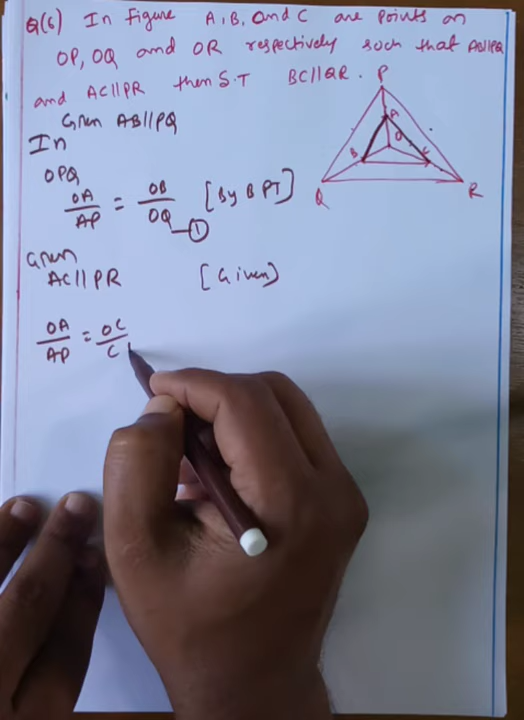 Q(6) In Figure A, B, and C are points on
OP, OQ and OR respectively such that AB||PQ
and AC||PR then S.T BC||QR.
Given AB||PQ
In
OPQ
OA/AP = OB/OQ [By BPT]
①
Given
AC||PR [Given]
OA/AP = OC/C
P
A
O
B
C
Q
R